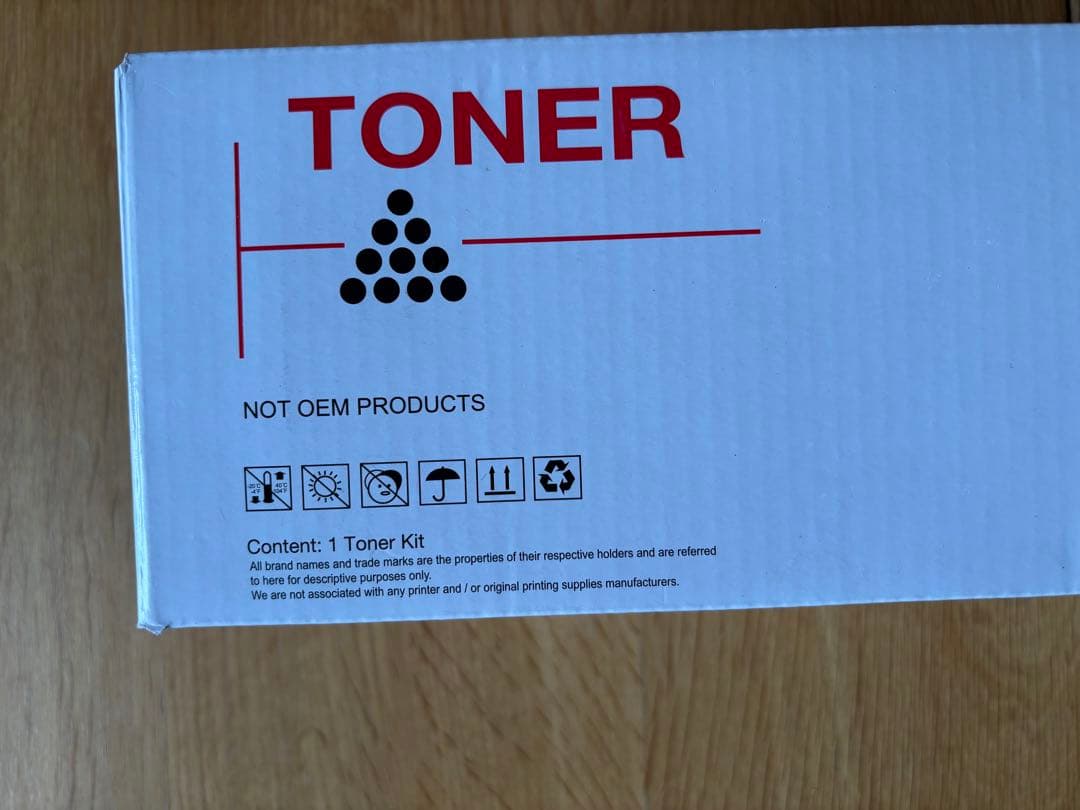 TONER
NOT OEM PRODUCTS
Content: 1 Toner Kit
All brand names and trade marks are the properties of their respective holders and are referred
to here for descriptive purposes only.
We are not associated with any printer and / or original printing supplies manufacturers.